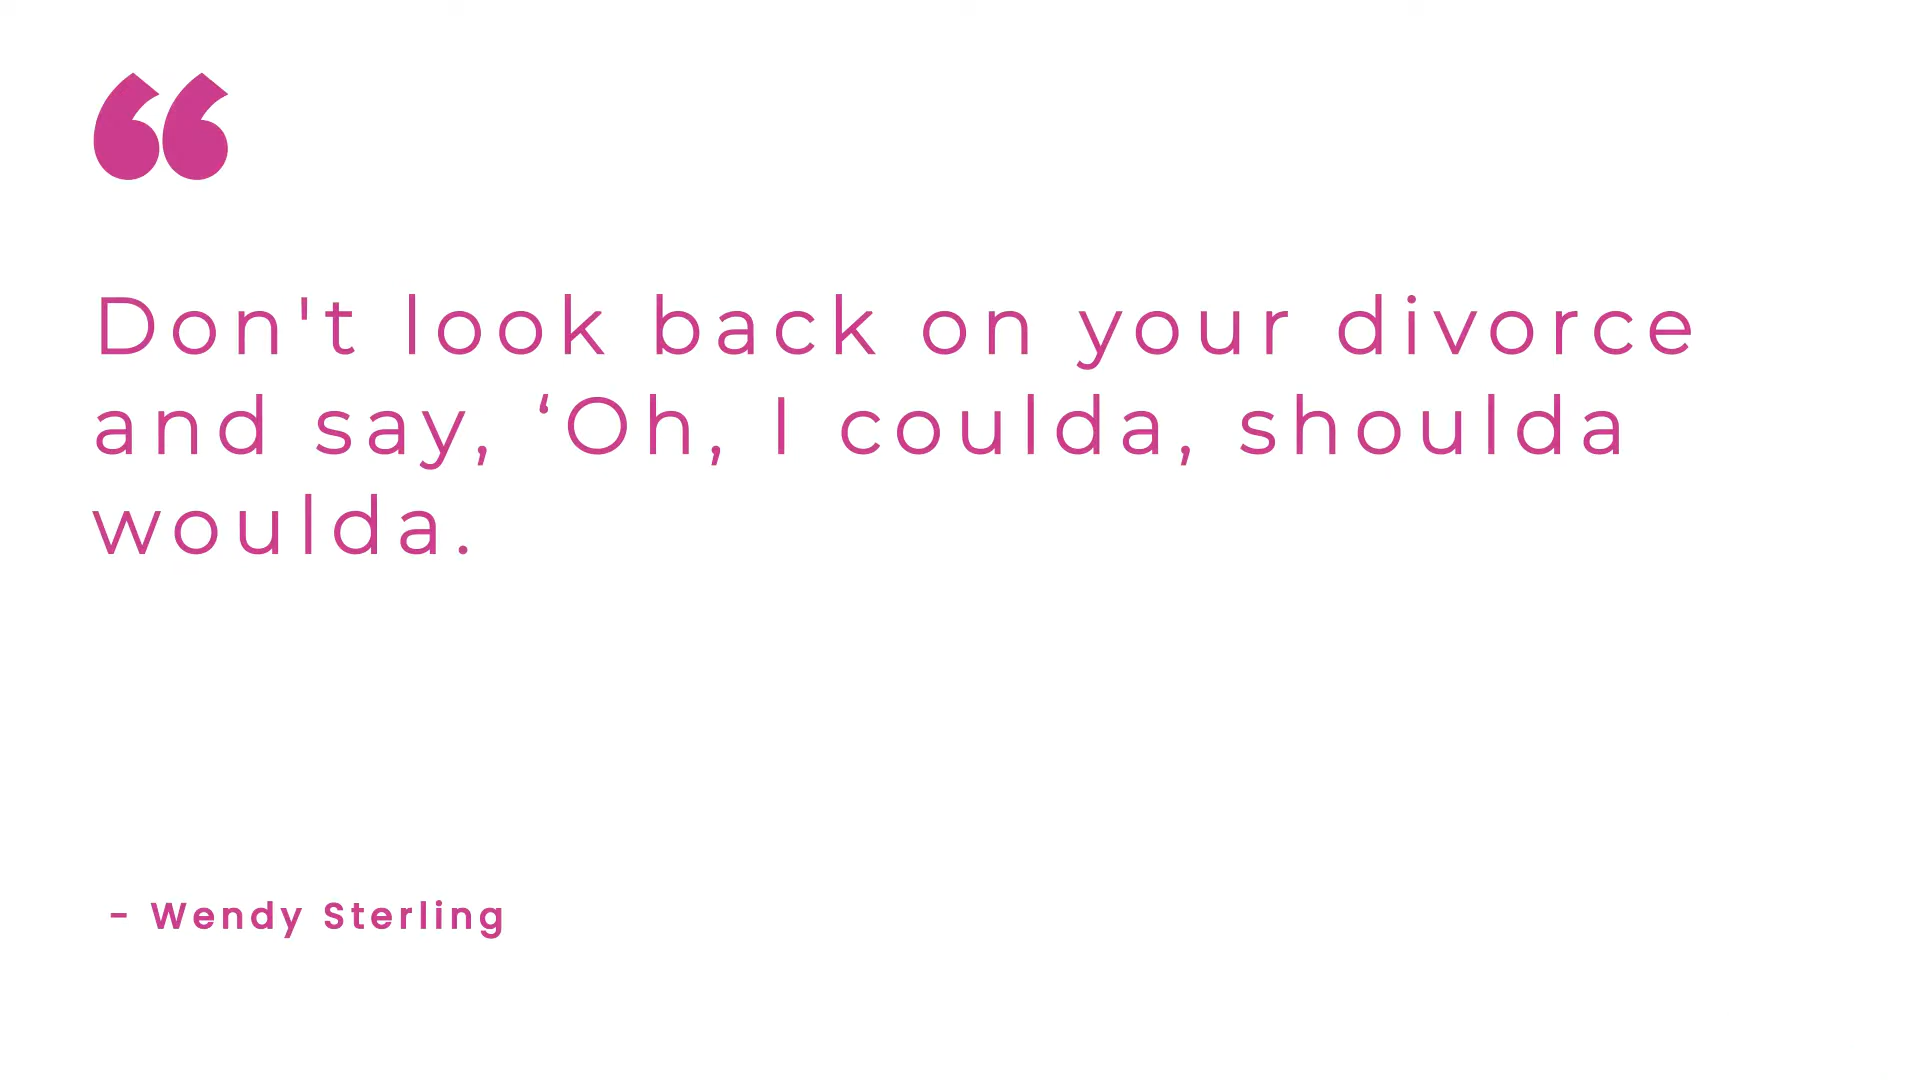 “
Don't look back on your divorce
and say, ‘Oh, I coulda, shoulda
woulda.
- Wendy Sterling